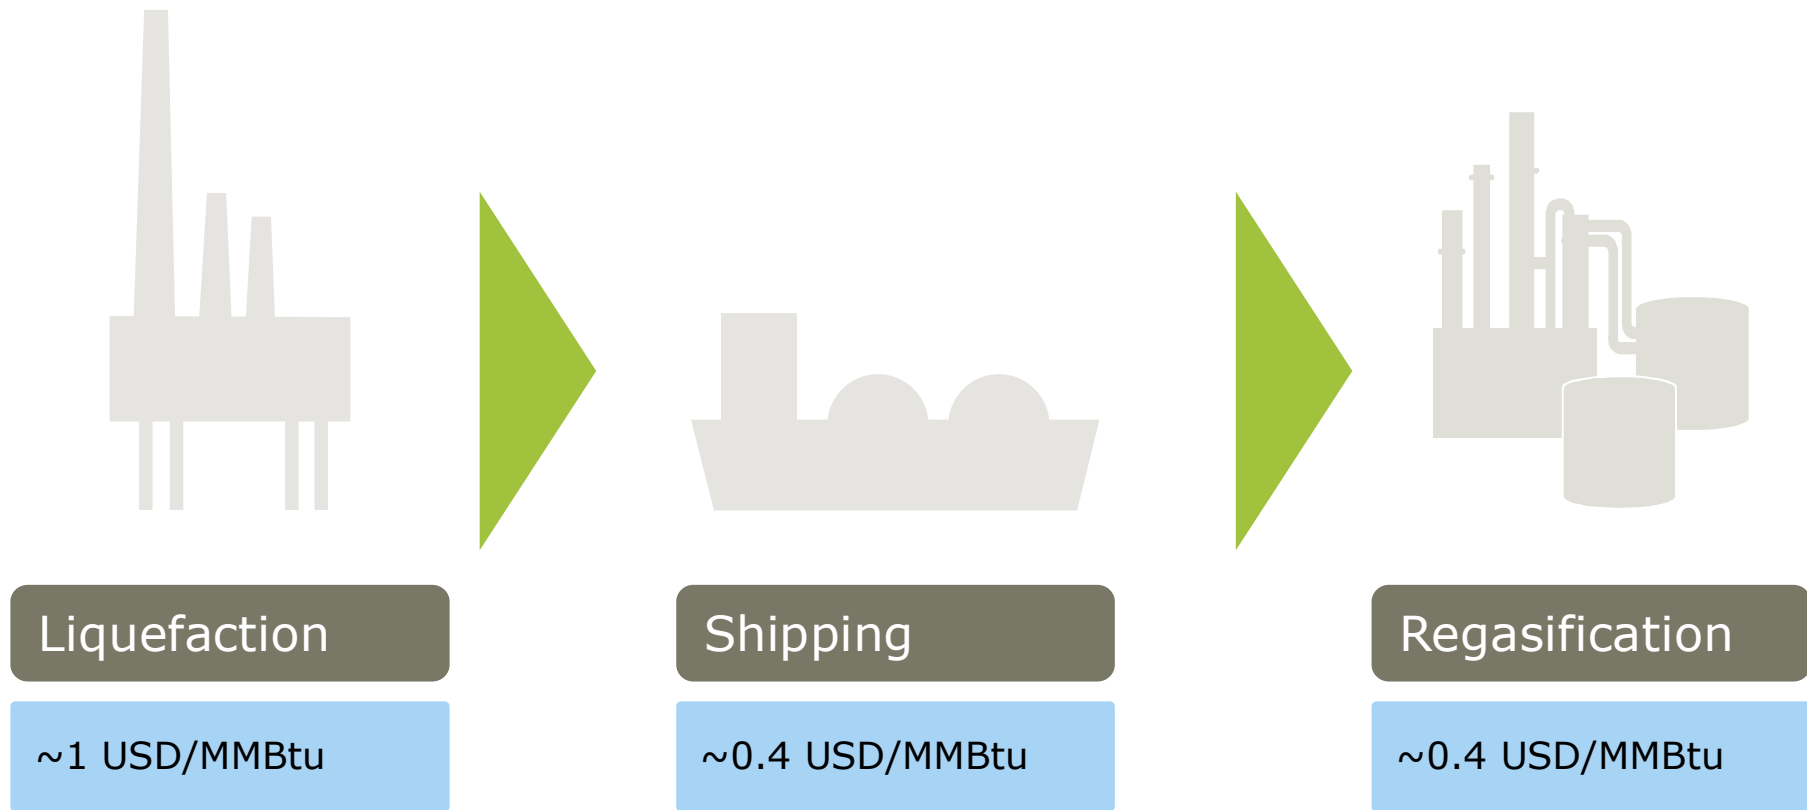 Liquefaction
Shipping
Regasification
~1 USD/MMBtu
~0.4 USD/MMBtu
~0.4 USD/MMBtu